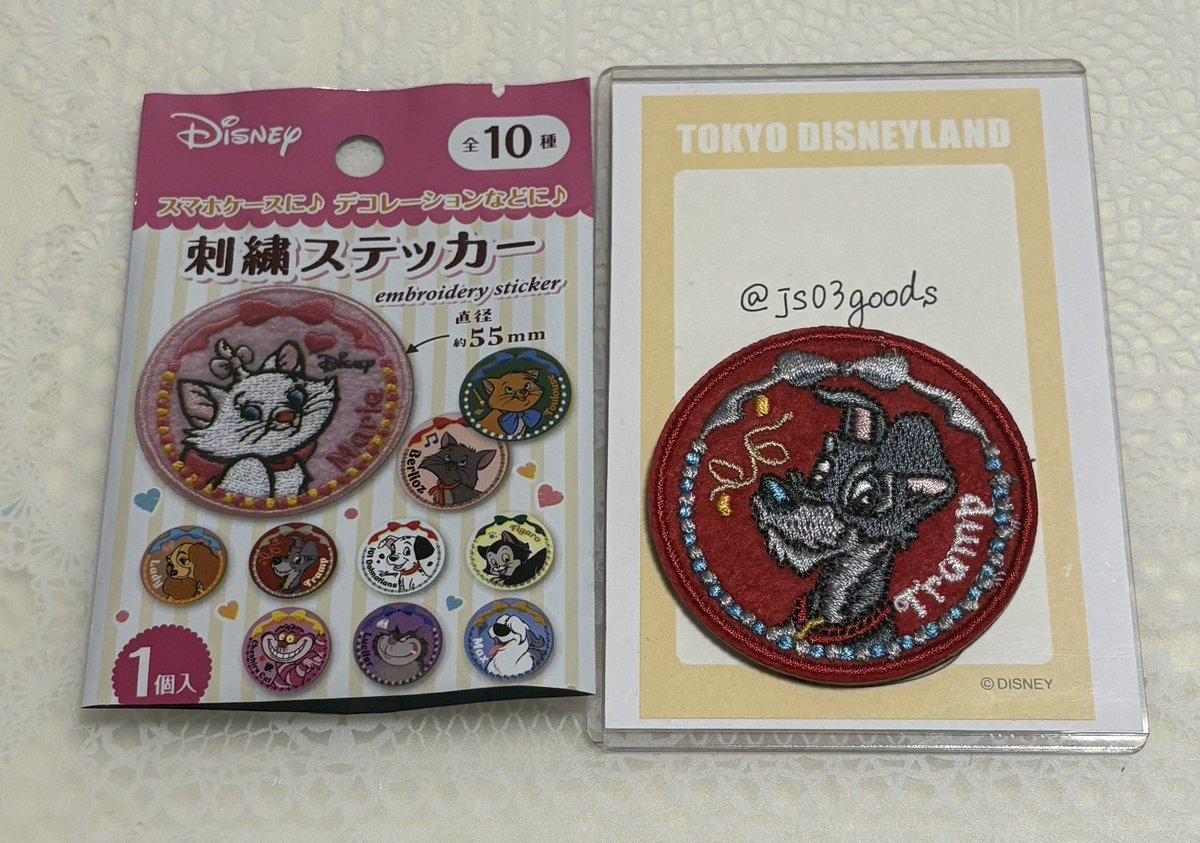 Disney
全10種
スマホケースに♪ デコレーションなどに♪
刺繍ステッカー
embroidery sticker
直径
約55mm
Disney
Marie
Toulouse
Berlioz
Lady
Tramp
101 Dalmatians
Disney
Figaro
Cheshire Cat
Lucifer
Max
1個入
TOKYO DISNEYLAND
@js03goods
Tramp
©DISNEY